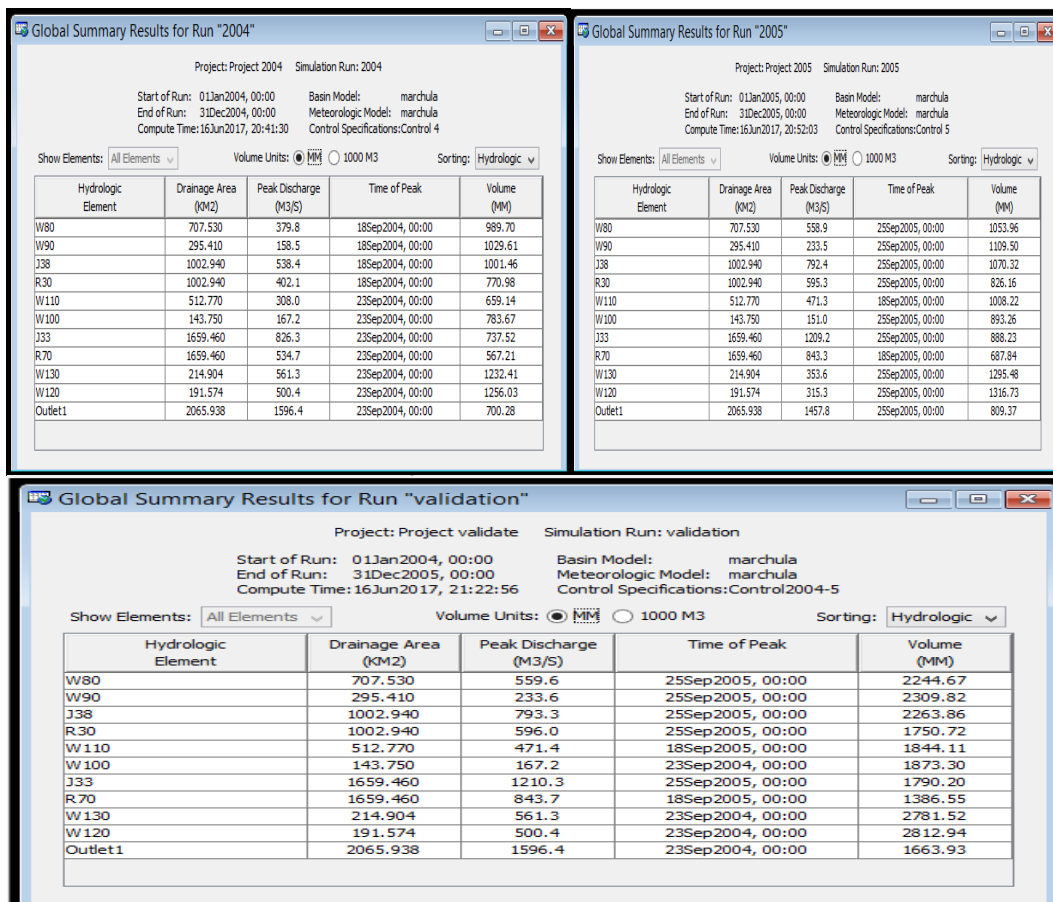 Global Summary Results for Run "2004"
Project: Project 2004 Simulation Run: 2004
Start of Run: 01Jan2004, 00:00 Basin Model: marchula
End of Run: 31Dec2004, 00:00 Meteorologic Model: marchula
Compute Time:16Jun2017, 20:41:30 Control Specifications:Control 4
Show Elements: All Elements Volume Units: MM 1000 M3 Sorting: Hydrologic
Hydrologic Drainage Area Peak Discharge Time of Peak Volume
Element (KM2) (M3/S) (MM)
W80 707.530 379.8 18Sep2004, 00:00 989.70
W90 295.410 158.5 18Sep2004, 00:00 1029.61
J38 1002.940 538.4 18Sep2004, 00:00 1001.46
R30 1002.940 402.1 18Sep2004, 00:00 770.98
W110 512.770 308.0 23Sep2004, 00:00 659.14
W100 143.750 167.2 23Sep2004, 00:00 783.67
J33 1659.460 826.3 23Sep2004, 00:00 737.52
R70 1659.460 534.7 23Sep2004, 00:00 567.21
W130 214.904 561.3 23Sep2004, 00:00 1232.41
W120 191.574 500.4 23Sep2004, 00:00 1256.03
Outlet1 2065.938 1596.4 23Sep2004, 00:00 700.28
Global Summary Results for Run "2005"
Project: Project 2005 Simulation Run: 2005
Start of Run: 01Jan2005, 00:00 Basin Model: marchula
End of Run: 31Dec2005, 00:00 Meteorologic Model: marchula
Compute Time:16Jun2017, 20:52:03 Control Specifications:Control 5
Show Elements: All Elements Volume Units: MM 1000 M3 Sorting: Hydrologic
Hydrologic Drainage Area Peak Discharge Time of Peak Volume
Element (KM2) (M3/S) (MM)
W80 707.530 558.9 25Sep2005, 00:00 1053.96
W90 295.410 233.5 25Sep2005, 00:00 1109.50
J38 1002.940 792.4 25Sep2005, 00:00 1070.32
R30 1002.940 595.3 25Sep2005, 00:00 826.16
W110 512.770 471.3 18Sep2005, 00:00 1008.22
W100 143.750 151.0 25Sep2005, 00:00 893.26
J33 1659.460 1209.2 25Sep2005, 00:00 888.23
R70 1659.460 843.3 18Sep2005, 00:00 687.84
W130 214.904 353.6 25Sep2005, 00:00 1295.48
W120 191.574 315.3 25Sep2005, 00:00 1316.73
Outlet1 2065.938 1457.8 25Sep2005, 00:00 809.37
Global Summary Results for Run "validation"
Project: Project validate Simulation Run: validation
Start of Run: 01Jan2004, 00:00 Basin Model: marchula
End of Run: 31Dec2005, 00:00 Meteorologic Model: marchula
Compute Time:16Jun2017, 21:22:56 Control Specifications:Control2004-5
Show Elements: All Elements Volume Units: MM 1000 M3 Sorting: Hydrologic
Hydrologic Drainage Area Peak Discharge Time of Peak Volume
Element (KM2) (M3/S) (MM)
W80 707.530 559.6 25Sep2005, 00:00 2244.67
W90 295.410 233.6 25Sep2005, 00:00 2309.82
J38 1002.940 793.3 25Sep2005, 00:00 2263.86
R30 1002.940 596.0 25Sep2005, 00:00 1750.72
W110 512.770 471.4 18Sep2005, 00:00 1844.11
W100 143.750 167.2 23Sep2004, 00:00 1873.30
J33 1659.460 1210.3 25Sep2005, 00:00 1790.20
R70 1659.460 843.7 18Sep2005, 00:00 1386.55
W130 214.904 561.3 23Sep2004, 00:00 2781.52
W120 191.574 500.4 23Sep2004, 00:00 2812.94
Outlet1 2065.938 1596.4 23Sep2004, 00:00 1663.93